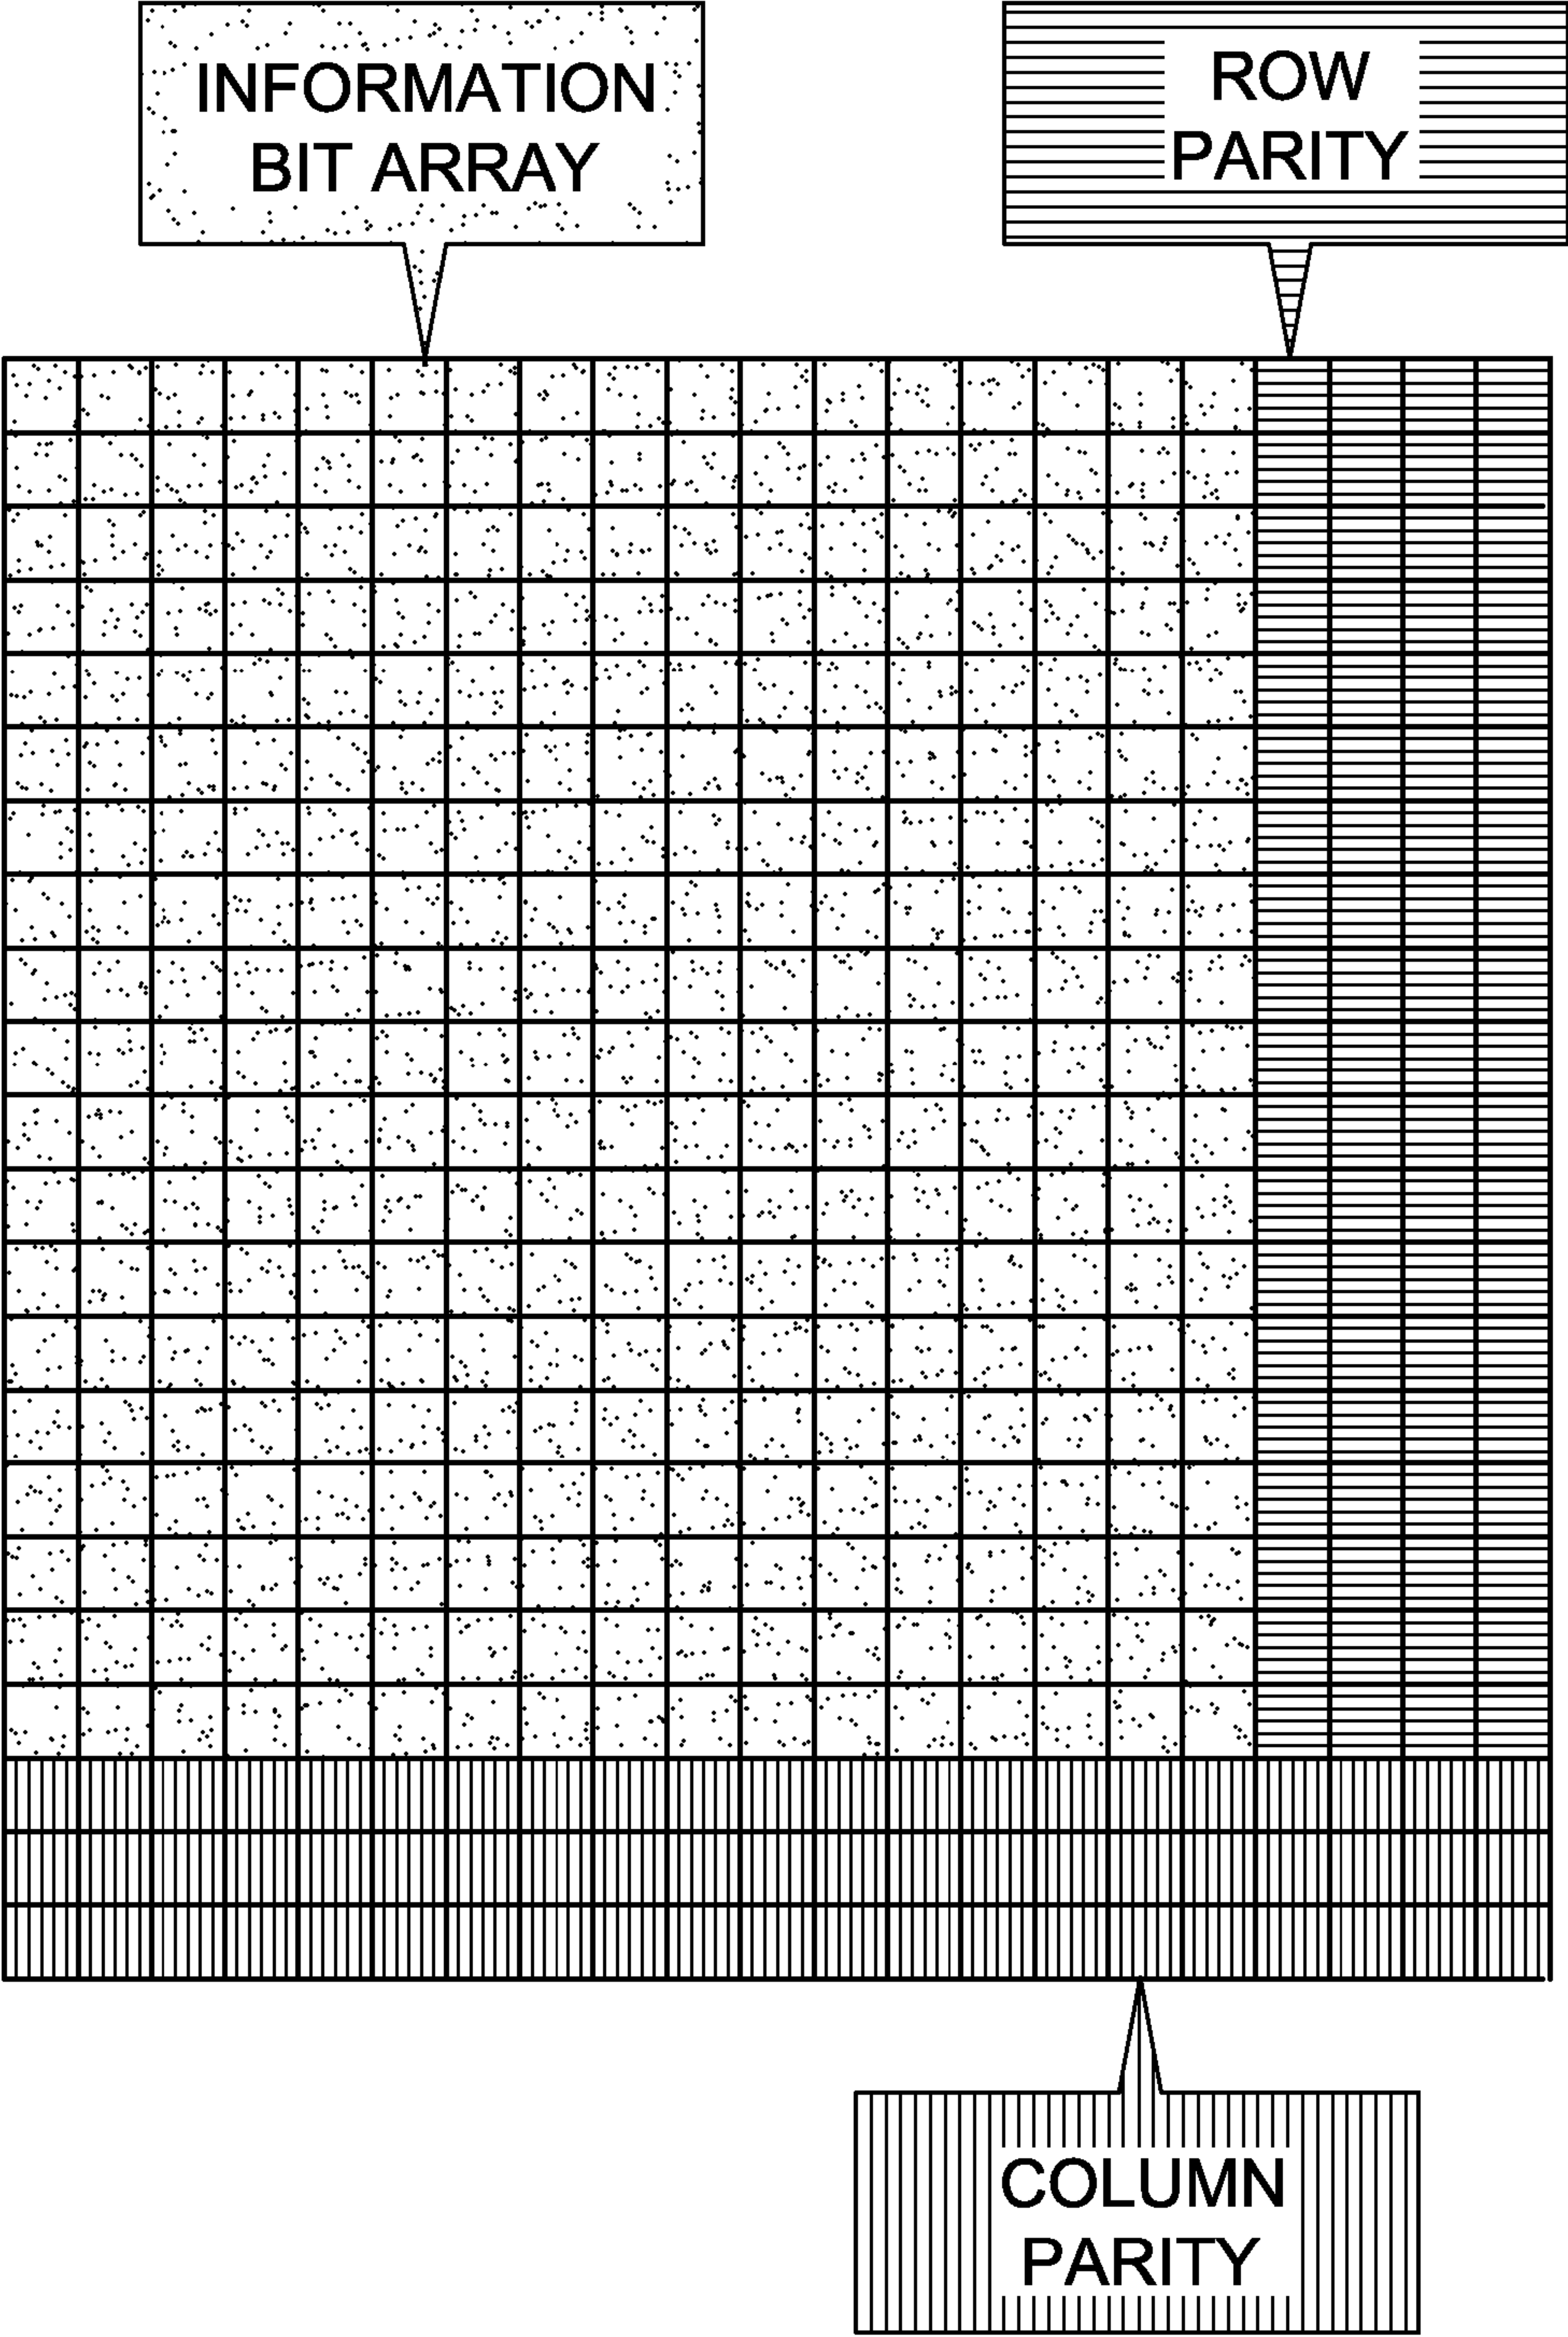 INFORMATION
BIT ARRAY
ROW
PARITY
COLUMN
PARITY